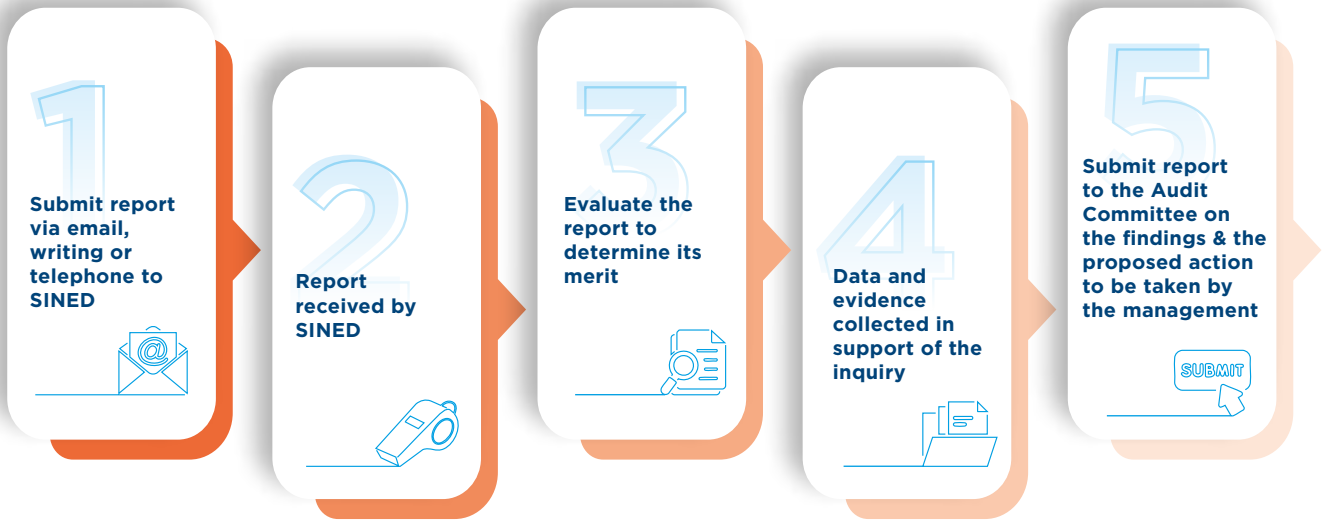 1
Submit report
via email,
writing or
telephone to
SINED
@
2
Report
received by
SINED
3
Evaluate the
report to
determine its
merit
4
Data and
evidence
collected in
support of the
inquiry
5
Submit report
to the Audit
Committee on
the findings & the
proposed action
to be taken by
the management
SUBMIT